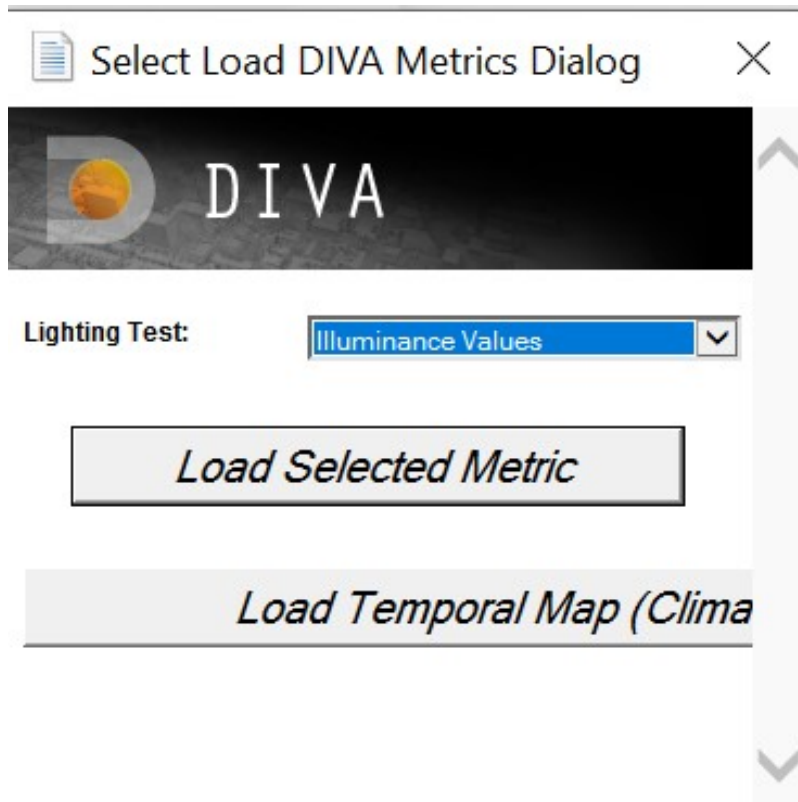 Select Load DIVA Metrics Dialog
DIVA
Lighting Test:
Illuminance Values
Load Selected Metric
Load Temporal Map (Clima